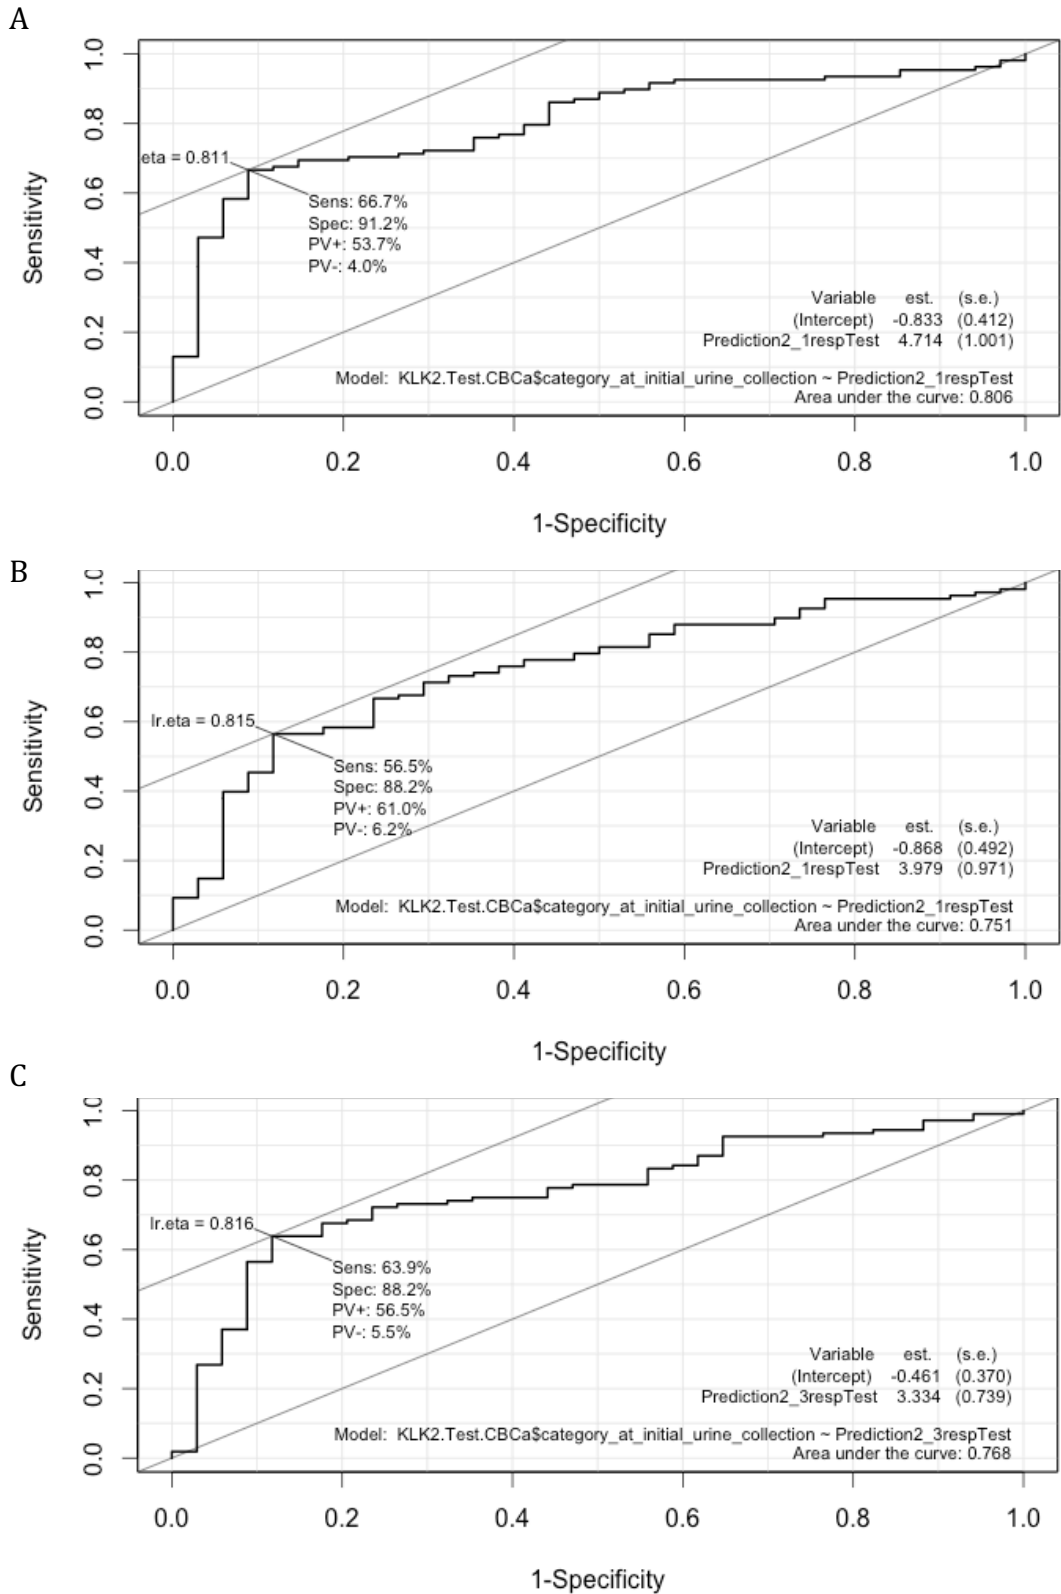 A
1.0
0.8
0.6
0.4
0.2
0.0
Sensitivity
eta = 0.811
Sens: 66.7%
Spec: 91.2%
PV+: 53.7%
PV-: 4.0%
Variable est. (s.e.)
(Intercept) -0.833 (0.412)
Prediction2_1respTest 4.714 (1.001)
Model: KLK2.Test.CBCa$category_at_initial_urine_collection ~ Prediction2_1respTest
Area under the curve: 0.806
0.0 0.2 0.4 0.6 0.8 1.0
1-Specificity
B
1.0
0.8
0.6
0.4
0.2
0.0
Sensitivity
lr.eta = 0.815
Sens: 56.5%
Spec: 88.2%
PV+: 61.0%
PV-: 6.2%
Variable est. (s.e.)
(Intercept) -0.868 (0.492)
Prediction2_1respTest 3.979 (0.971)
Model: KLK2.Test.CBCa$category_at_initial_urine_collection ~ Prediction2_1respTest
Area under the curve: 0.751
0.0 0.2 0.4 0.6 0.8 1.0
1-Specificity
C
1.0
0.8
0.6
0.4
0.2
0.0
Sensitivity
lr.eta = 0.816
Sens: 63.9%
Spec: 88.2%
PV+: 56.5%
PV-: 5.5%
Variable est. (s.e.)
(Intercept) -0.461 (0.370)
Prediction2_3respTest 3.334 (0.739)
Model: KLK2.Test.CBCa$category_at_initial_urine_collection ~ Prediction2_3respTest
Area under the curve: 0.768
0.0 0.2 0.4 0.6 0.8 1.0
1-Specificity